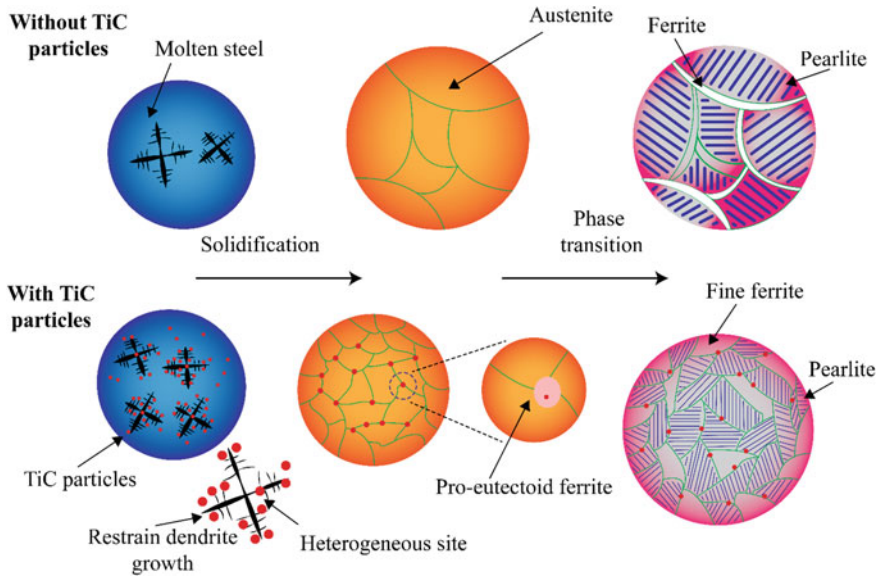 Without TiC
particles
Molten steel
Austenite
Ferrite
Pearlite
Solidification
Phase
transition
With TiC
particles
Fine ferrite
Pearlite
TiC particles
Pro-eutectoid ferrite
Restrain dendrite
growth
Heterogeneous site